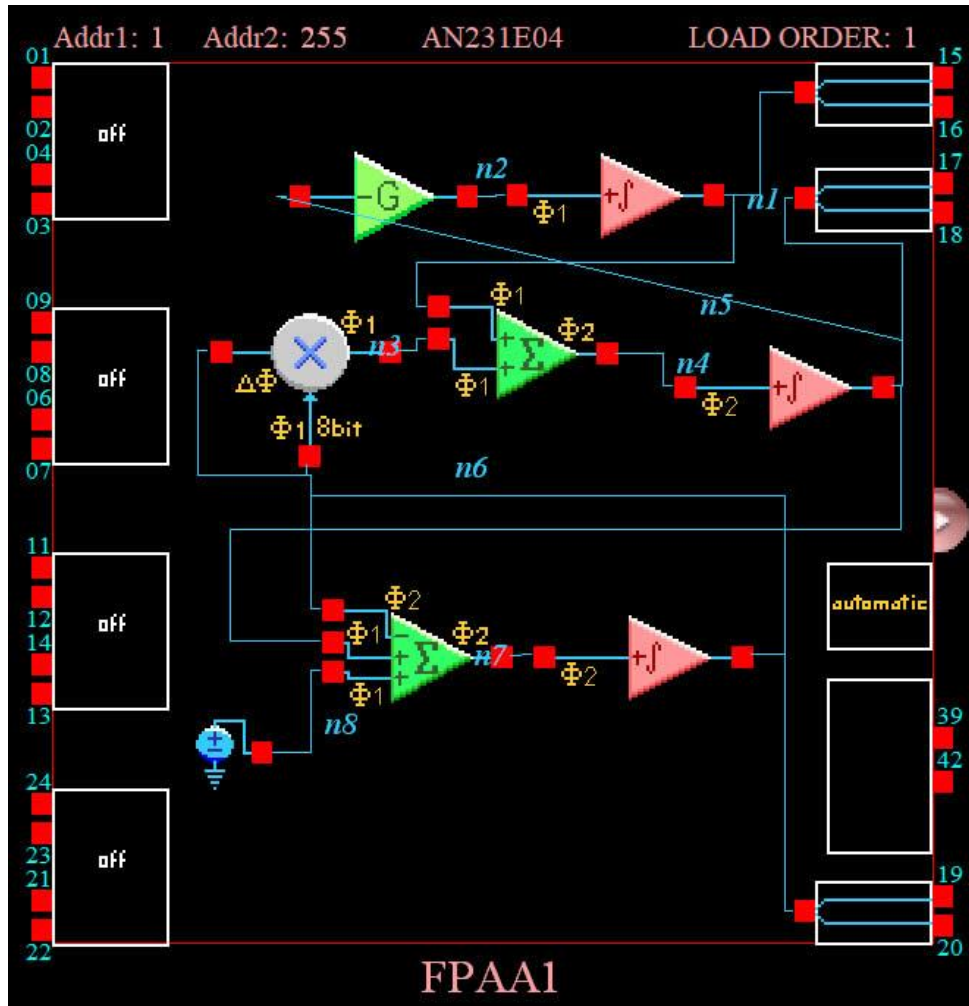 Addr1: 1 Addr2: 255 AN231E04 LOAD ORDER: 1
01
15
off
02
16
04
17
n2
-G
+∫
n1
Φ1
03
18
09
n5
Φ1
Φ1
Φ2
n3
×
+
Σ
n4
off
08
ΔΦ
Φ1
+
+∫
06
Φ2
Φ1 8bit
07
n6
11
off
12
Φ2
automatic
14
Φ1
-
Φ2
+
Σ
n7
+∫
Φ1
+
Φ2
13
n8
39
+
-
42
24
off
23
21
19
22
20
FPAA1